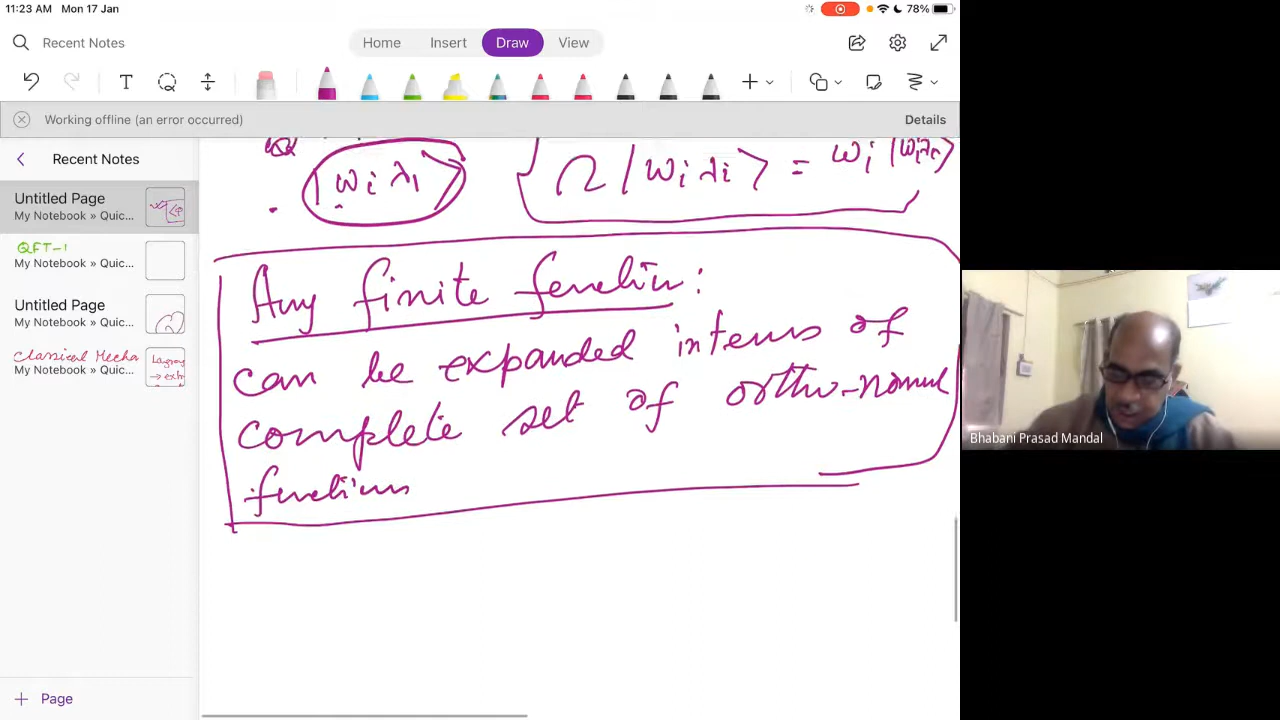 11:23 AM Mon 17 Jan
78%
Recent Notes
Home Insert Draw View
T
Working offline (an error occurred)
Details
Recent Notes
Untitled Page
My Notebook » Quic...
QFT-1
My Notebook » Quic...
Untitled Page
My Notebook » Quic...
Classical Mecha
My Notebook » Quic...
Page
|ωi λ1⟩ Ω |ωi λi⟩ = ωi |ωi λi⟩
Any finite function:
can be expanded in terms of
complete set of ortho-normal
functions
Bhabani Prasad Mandal